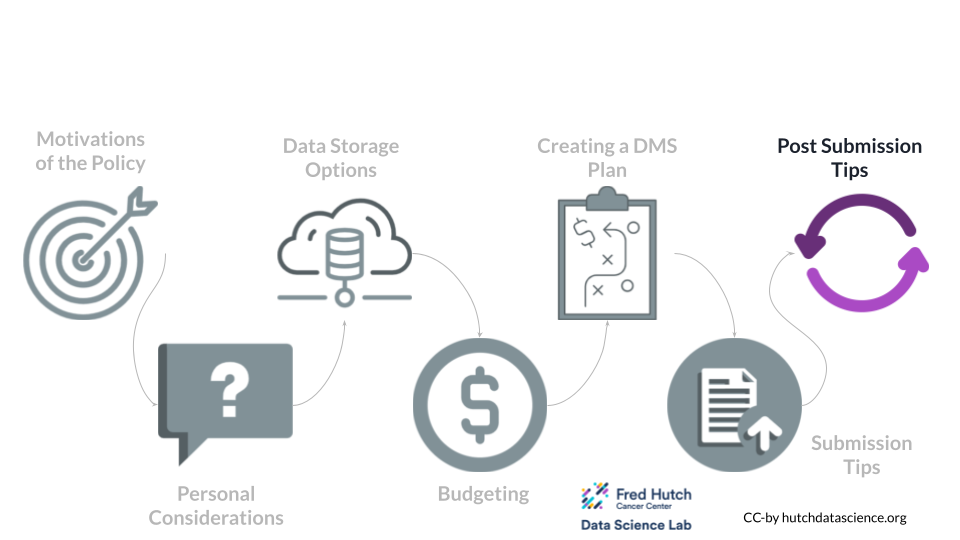 Motivations
of the Policy
Data Storage
Options
Creating a DMS
Plan
Post Submission
Tips
$
?
$
Submission
Tips
Personal
Considerations
Budgeting
Fred Hutch
Cancer Center
Data Science Lab
CC-by hutchdatascience.org